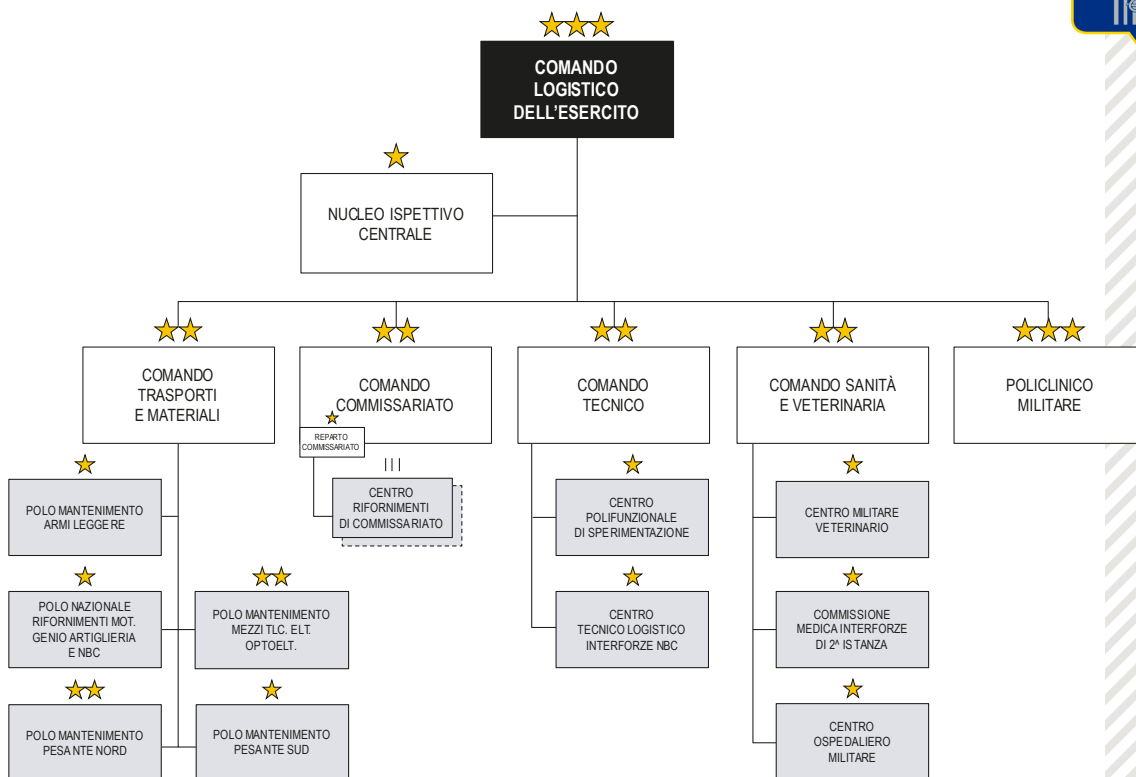 COMANDO
LOGISTICO
DELL'ESERCITO
NUCLEO ISPETTIVO
CENTRALE
COMANDO
TRASPORTI
E MATERIALI
COMANDO
COMMISSARIATO
COMANDO
TECNICO
COMANDO SANITÀ
E VETERINARIA
POLICLINICO
MILITARE
REPARTO
COMMISSARIATO
III
CENTRO
RIFORNIMENTI
DI COMMISSARIATO
POLO MANTENIMENTO
ARMI LEGGERE
CENTRO
POLIFUNZIONALE
DI SPERIMENTAZIONE
CENTRO MILITARE
VETERINARIO
POLO NAZIONALE
RIFORNIMENTI MOT.
GENIO ARTIGLIERIA
E NBC
POLO MANTENIMENTO
MEZZI TLC. ELT.
OPTOELT.
CENTRO
TECNICO LOGISTICO
INTERFORZE NBC
COMMISSIONE
MEDICA INTERFORZE
DI 2^ ISTANZA
POLO MANTENIMENTO
PESANTE NORD
POLO MANTENIMENTO
PESANTE SUD
CENTRO
OSPEDALIERO
MILITARE